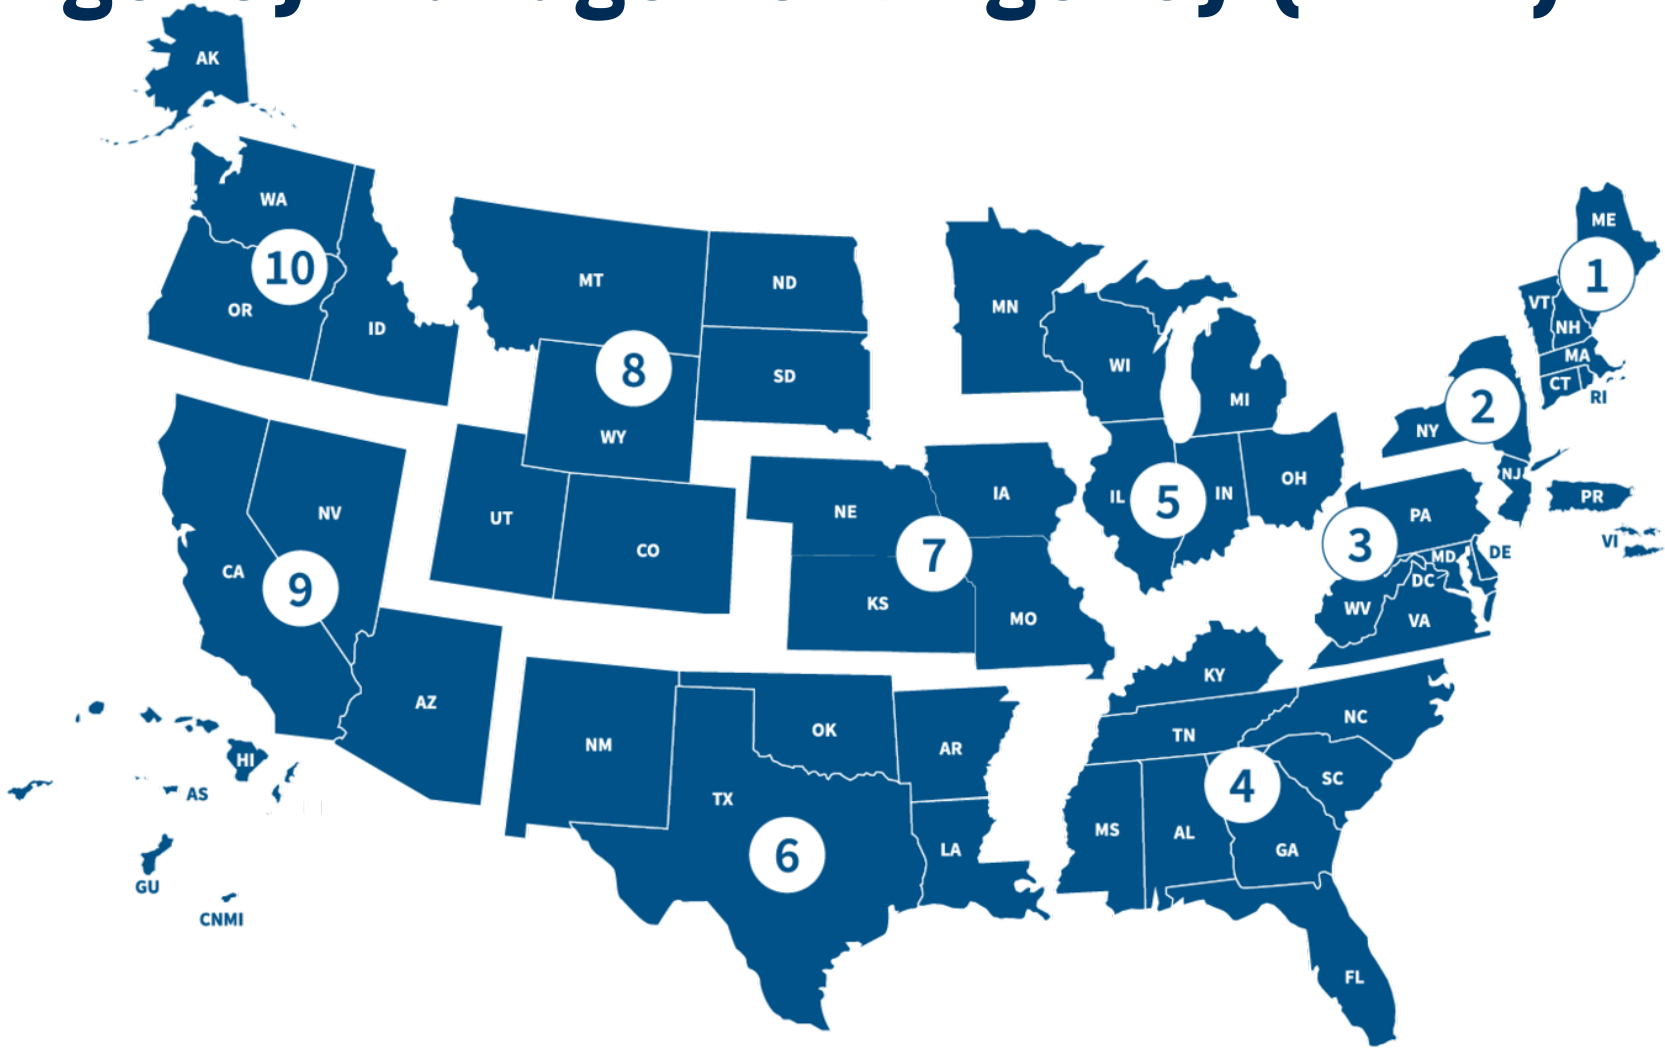 AK
WA
10
OR
ID
MT
ND
8
SD
WY
MN
WI
MI
ME
1
VT
NH
MA
CT
RI
2
NY
NJ
PR
VI
NV
CA
9
UT
CO
NE
IA
7
KS
MO
IL
5
IN
OH
3
PA
MD
DE
DC
WV
VA
AZ
NM
OK
AR
TX
6
LA
KY
TN
NC
4
SC
MS
AL
GA
FL
HI
AS
GU
CNMI